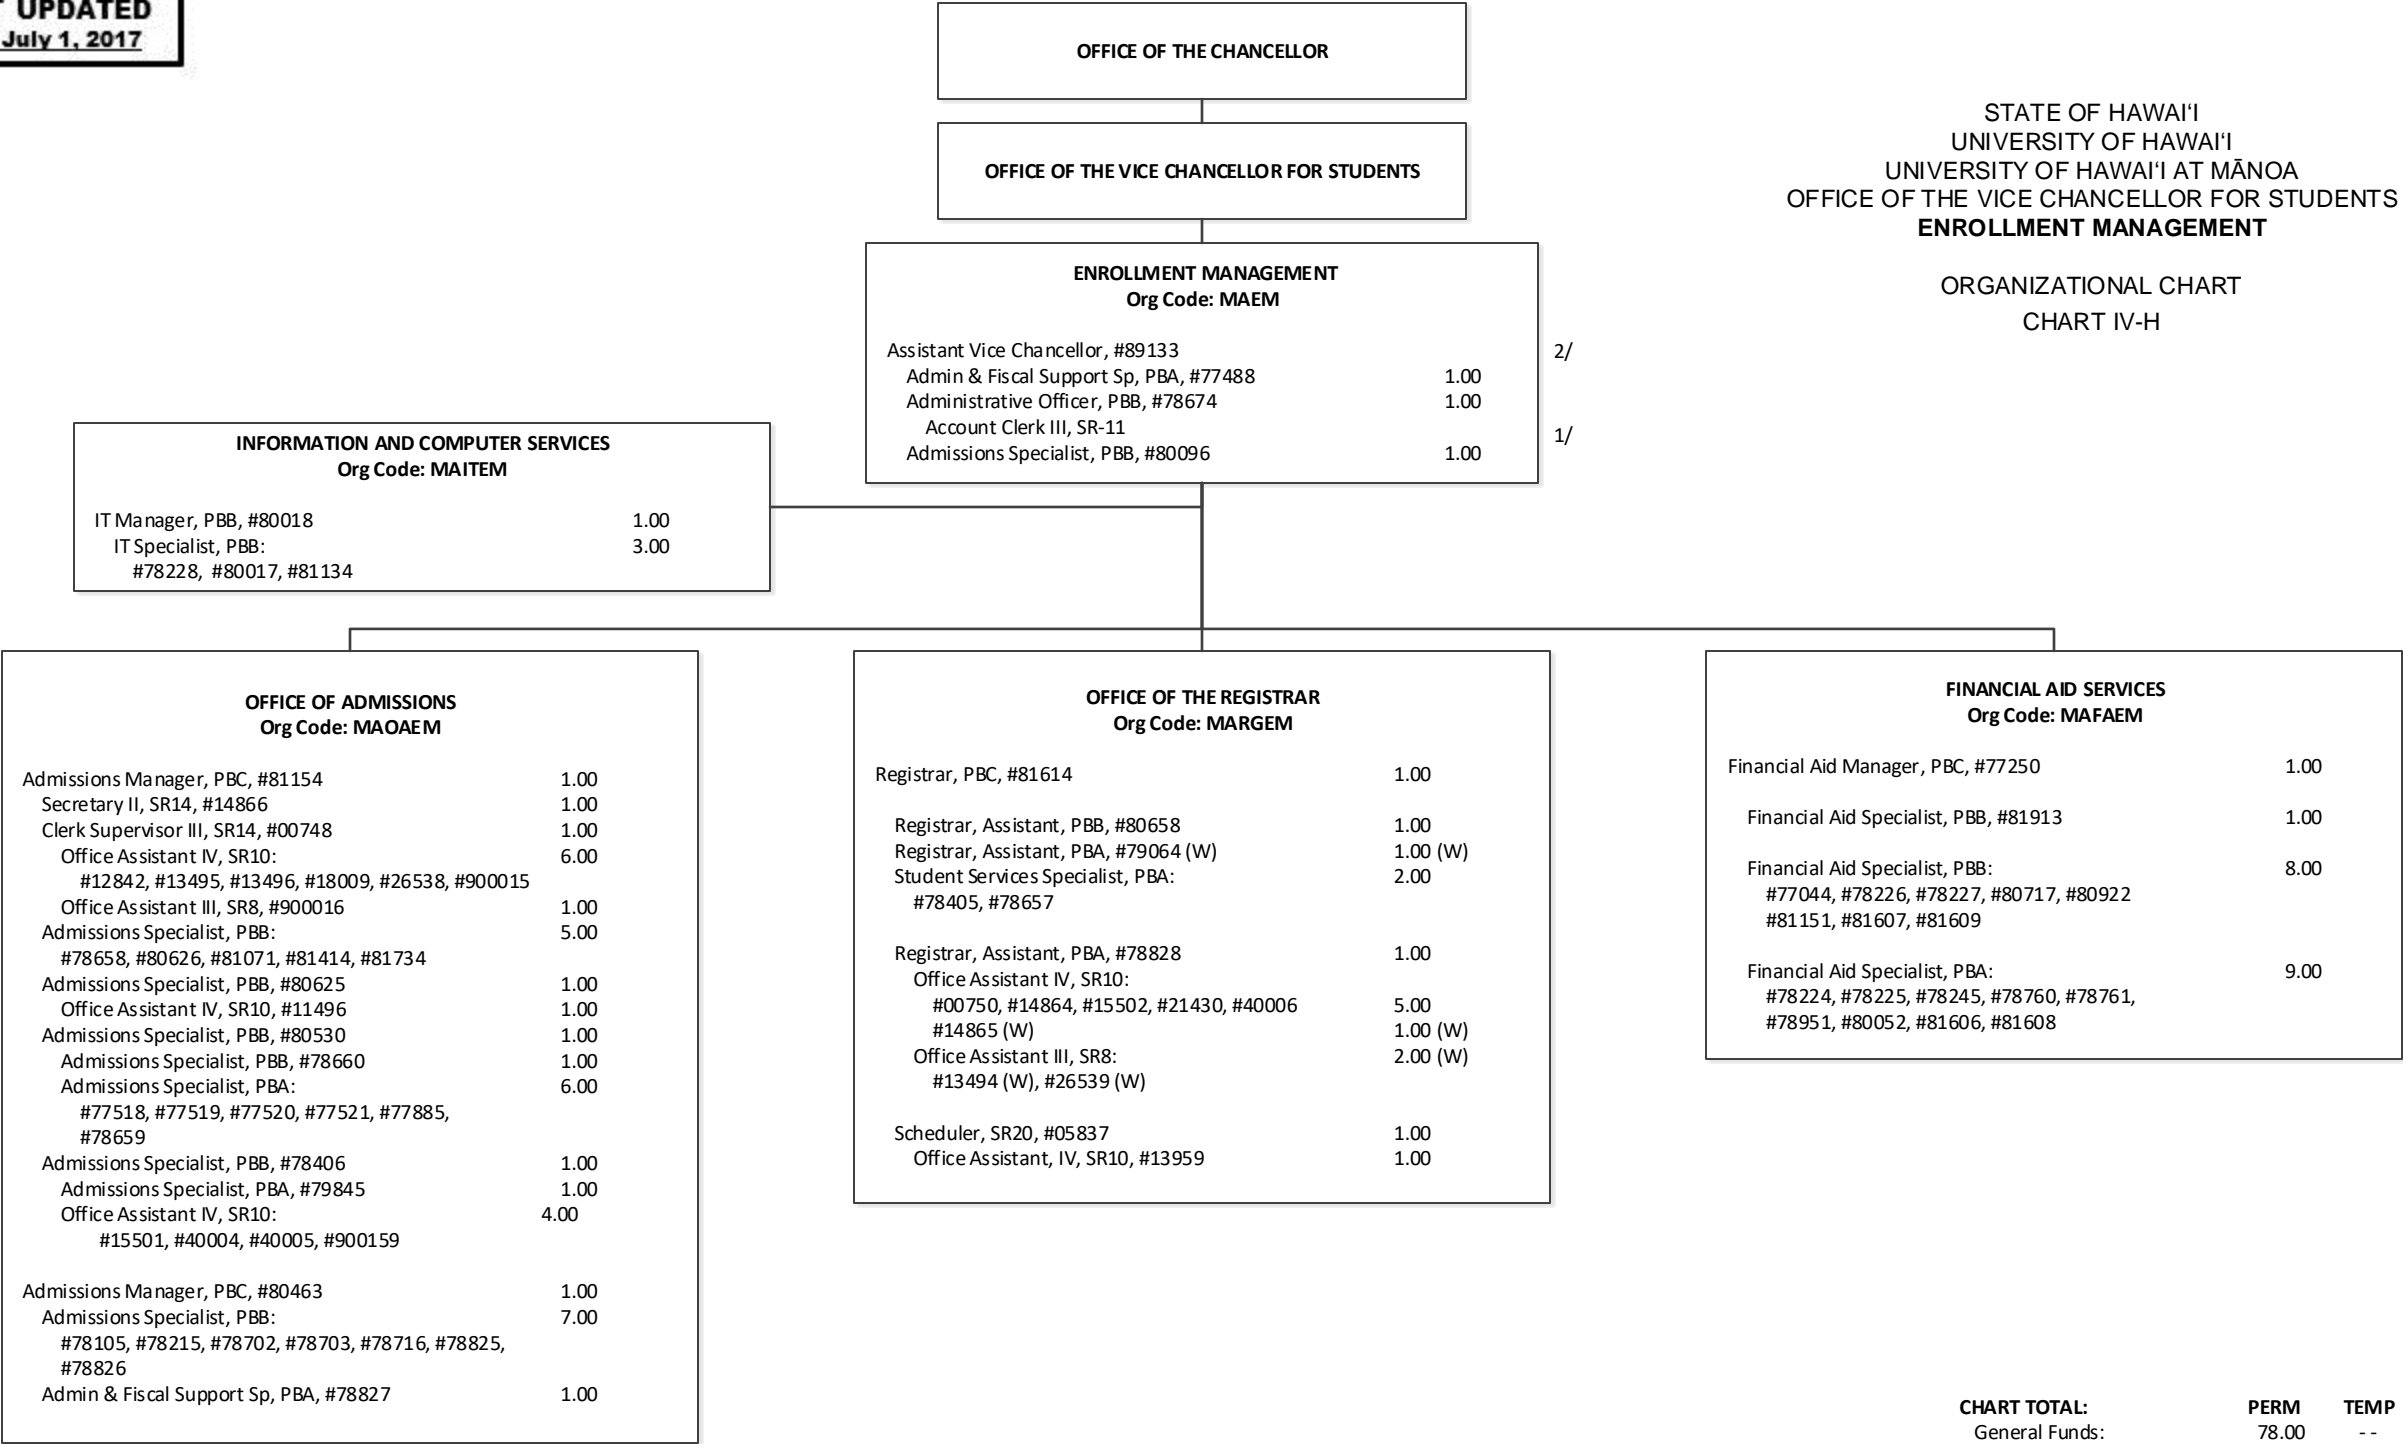 UPDATED
July 1, 2017
OFFICE OF THE CHANCELLOR
OFFICE OF THE VICE CHANCELLOR FOR STUDENTS
STATE OF HAWAI‘I
UNIVERSITY OF HAWAI‘I
UNIVERSITY OF HAWAI‘I AT MĀNOA
OFFICE OF THE VICE CHANCELLOR FOR STUDENTS
ENROLLMENT MANAGEMENT
ORGANIZATIONAL CHART
CHART IV-H
ENROLLMENT MANAGEMENT
Org Code: MAEM
Assistant Vice Chancellor, #89133 2/
Admin & Fiscal Support Sp, PBA, #77488 1.00
Administrative Officer, PBB, #78674 1.00
Account Clerk III, SR-11 1/
Admissions Specialist, PBB, #80096 1.00
INFORMATION AND COMPUTER SERVICES
Org Code: MAITEM
IT Manager, PBB, #80018 1.00
IT Specialist, PBB: 3.00
#78228, #80017, #81134
OFFICE OF ADMISSIONS
Org Code: MAOAEM
Admissions Manager, PBC, #81154 1.00
Secretary II, SR14, #14866 1.00
Clerk Supervisor III, SR14, #00748 1.00
Office Assistant IV, SR10: 6.00
#12842, #13495, #13496, #18009, #26538, #900015
Office Assistant III, SR8, #900016 1.00
Admissions Specialist, PBB: 5.00
#78658, #80626, #81071, #81414, #81734
Admissions Specialist, PBB, #80625 1.00
Office Assistant IV, SR10, #11496 1.00
Admissions Specialist, PBB, #80530 1.00
Admissions Specialist, PBB, #78660 1.00
Admissions Specialist, PBA: 6.00
#77518, #77519, #77520, #77521, #77885,
#78659
Admissions Specialist, PBB, #78406 1.00
Admissions Specialist, PBA, #79845 1.00
Office Assistant IV, SR10: 4.00
#15501, #40004, #40005, #900159
Admissions Manager, PBC, #80463 1.00
Admissions Specialist, PBB: 7.00
#78105, #78215, #78702, #78703, #78716, #78825,
#78826
Admin & Fiscal Support Sp, PBA, #78827 1.00
OFFICE OF THE REGISTRAR
Org Code: MARGEM
Registrar, PBC, #81614 1.00
Registrar, Assistant, PBB, #80658 1.00
Registrar, Assistant, PBA, #79064 (W) 1.00 (W)
Student Services Specialist, PBA: 2.00
#78405, #78657
Registrar, Assistant, PBA, #78828 1.00
Office Assistant IV, SR10:
#00750, #14864, #15502, #21430, #40006 5.00
#14865 (W) 1.00 (W)
Office Assistant III, SR8: 2.00 (W)
#13494 (W), #26539 (W)
Scheduler, SR20, #05837 1.00
Office Assistant, IV, SR10, #13959 1.00
FINANCIAL AID SERVICES
Org Code: MAFAEM
Financial Aid Manager, PBC, #77250 1.00
Financial Aid Specialist, PBB, #81913 1.00
Financial Aid Specialist, PBB: 8.00
#77044, #78226, #78227, #80717, #80922
#81151, #81607, #81609
Financial Aid Specialist, PBA: 9.00
#78224, #78225, #78245, #78760, #78761,
#78951, #80052, #81606, #81608
CHART TOTAL: PERM TEMP
General Funds: 78.00 - -